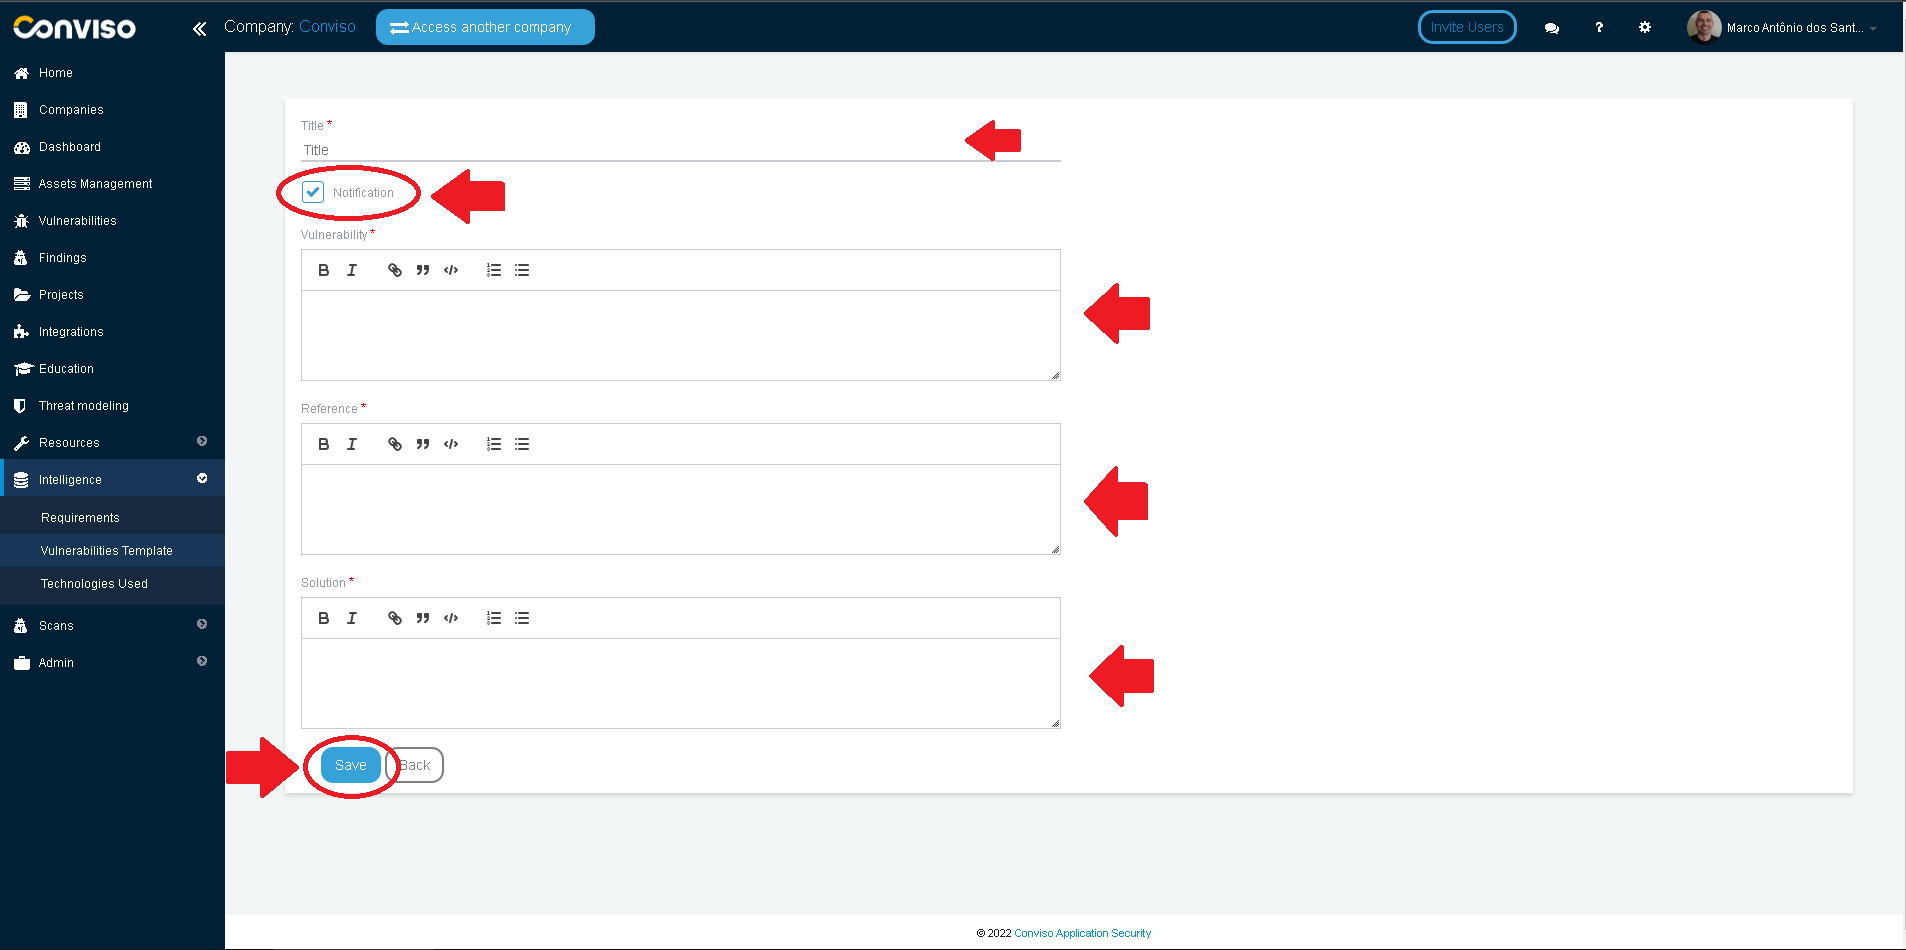 Conviso
Company: Conviso
Access another company
Invite Users
?
Marco Antônio dos Sant...
Home
Companies
Dashboard
Assets Management
Vulnerabilities
Findings
Projects
Integrations
Education
Threat modeling
Resources
Intelligence
Requirements
Vulnerabilities Template
Technologies Used
Scans
Admin
Title *
Title
Notification
Vulnerability *
B I
Reference *
B I
Solution *
B I
Save
Back
© 2022 Conviso Application Security